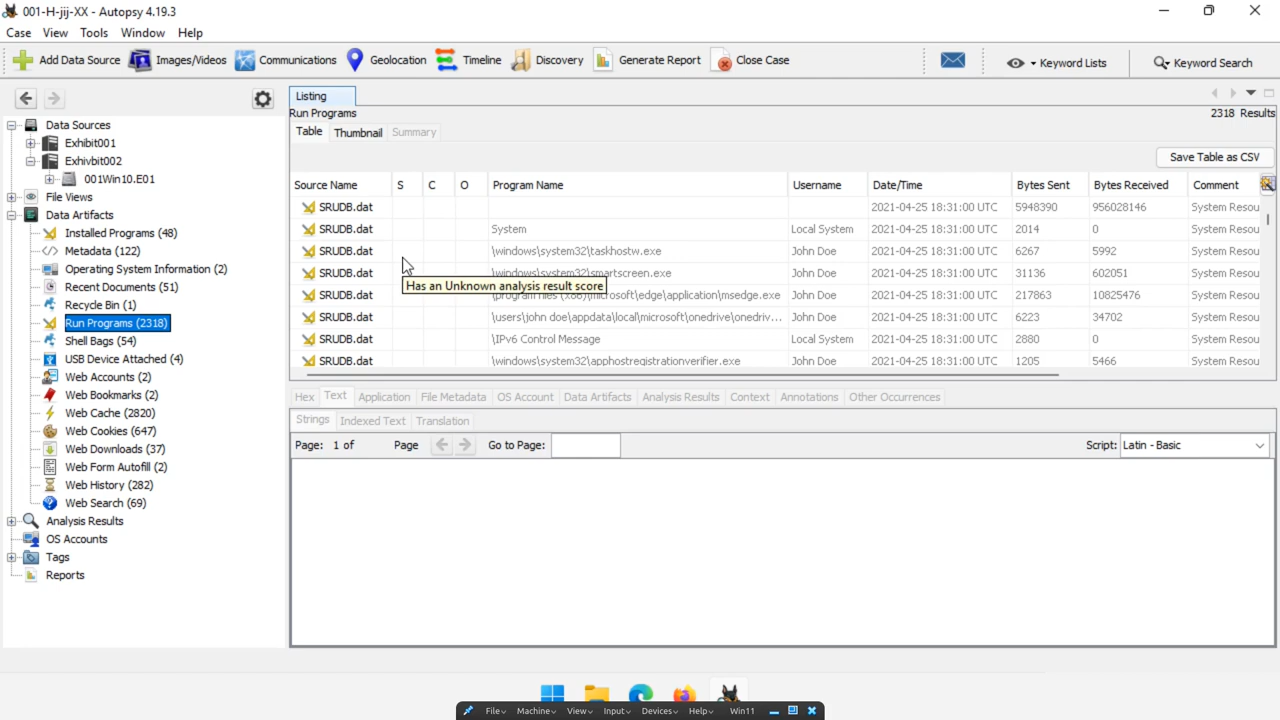 001-H-jij-XX - Autopsy 4.19.3
Case View Tools Window Help
Add Data Source Images/Videos Communications Geolocation Timeline Discovery Generate Report Close Case Keyword Lists Keyword Search
Listing
Run Programs 2318 Results
Table Thumbnail Summary
Save Table as CSV
Source Name S C O Program Name Username Date/Time Bytes Sent Bytes Received Comment
SRUDB.dat 2021-04-25 18:31:00 UTC 5948390 956028146 System Resou
SRUDB.dat System Local System 2021-04-25 18:31:00 UTC 2014 0 System Resou
SRUDB.dat \windows\system32\taskhostw.exe John Doe 2021-04-25 18:31:00 UTC 6267 5992 System Resou
SRUDB.dat \windows\system32\smartscreen.exe John Doe 2021-04-25 18:31:00 UTC 31136 602051 System Resou
Has an Unknown analysis result score
SRUDB.dat \program files (x86)\microsoft\edge\application\msedge.exe John Doe 2021-04-25 18:31:00 UTC 217863 10825476 System Resou
SRUDB.dat \users\john doe\appdata\local\microsoft\onedrive\onedriv... John Doe 2021-04-25 18:31:00 UTC 6223 34702 System Resou
SRUDB.dat \IPv6 Control Message Local System 2021-04-25 18:31:00 UTC 2880 0 System Resou
SRUDB.dat \windows\system32\apphostregistrationverifier.exe John Doe 2021-04-25 18:31:00 UTC 1205 5466 System Resou
Data Sources
Exhibit001
Exhivbit002
001Win10.E01
File Views
Data Artifacts
Installed Programs (48)
Metadata (122)
Operating System Information (2)
Recent Documents (51)
Recycle Bin (1)
Run Programs (2318)
Shell Bags (54)
USB Device Attached (4)
Web Accounts (2)
Web Bookmarks (2)
Web Cache (2820)
Web Cookies (647)
Web Downloads (37)
Web Form Autofill (2)
Web History (282)
Web Search (69)
Analysis Results
OS Accounts
Tags
Reports
Hex Text Application File Metadata OS Account Data Artifacts Analysis Results Context Annotations Other Occurrences
Strings Indexed Text Translation
Page: 1 of Page Go to Page: Script: Latin - Basic
File Machine View Input Devices Help Win11